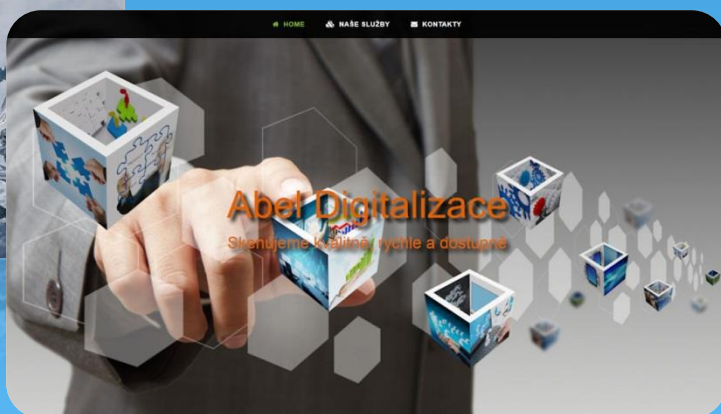 HOME NAŠE SLUŽBY KONTAKTY
Abel Digitalizace
Skenujeme kvalitně, rychle a dostupně